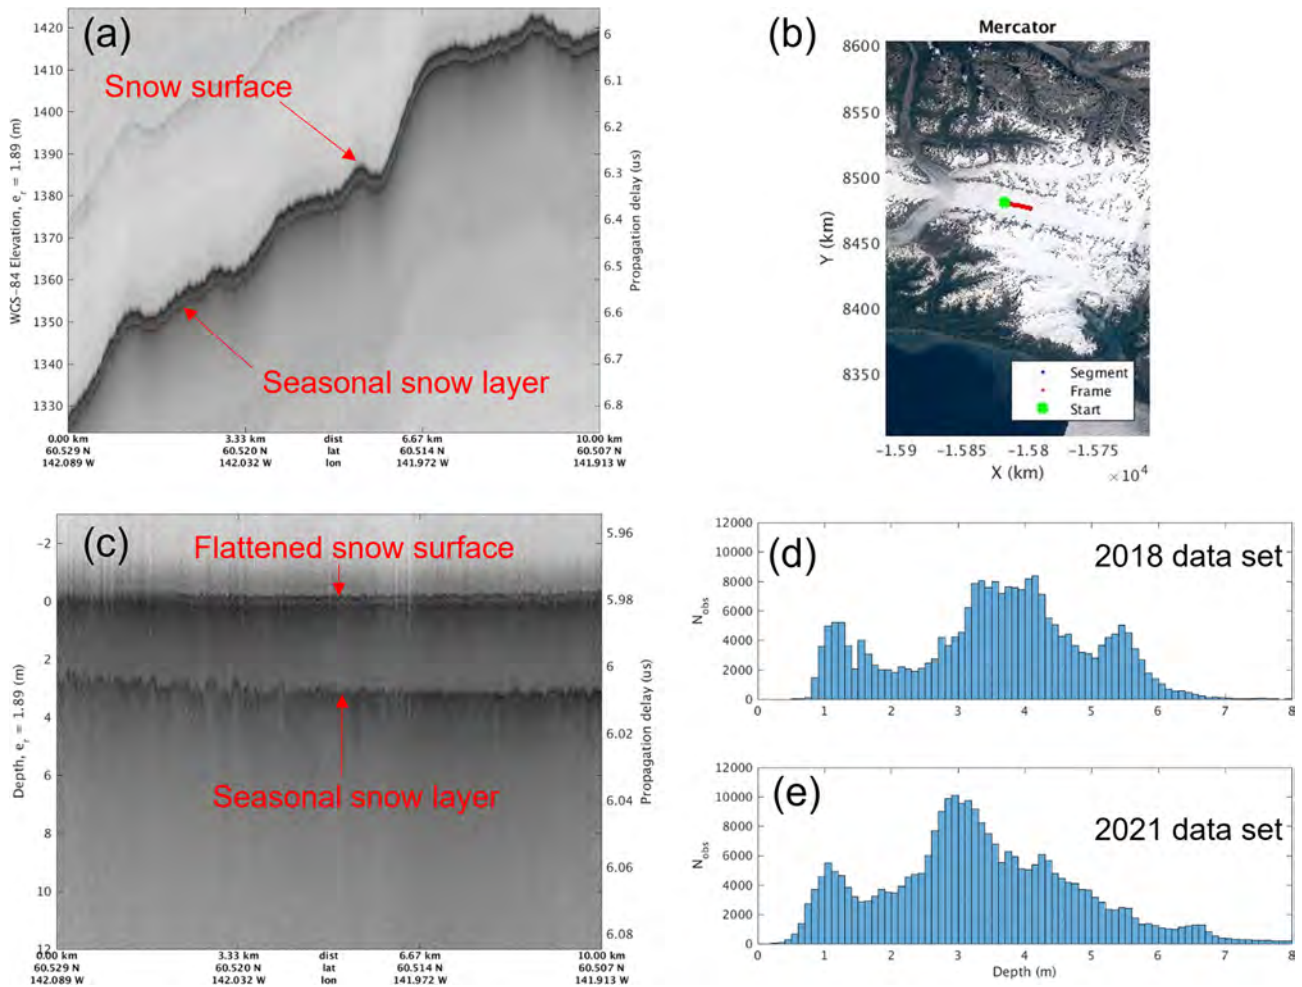 (a)
1420
1410
1400
1390
1380
1370
1360
1350
1340
1330
WGS-84 Elevation, e_r = 1.89 (m)
Snow surface
Seasonal snow layer
6
6.1
6.2
6.3
6.4
6.5
6.6
6.7
6.8
Propagation delay (us)
0.00 km 3.33 km dist 6.67 km 10.00 km
60.529 N 60.520 N lat 60.514 N 60.507 N
142.089 W 142.032 W lon 141.972 W 141.913 W
(b)
Mercator
8600
8550
8500
8450
8400
8350
Y (km)
Segment
Frame
Start
-1.59 -1.585 -1.58 -1.575
X (km) ×10⁴
(c)
Flattened snow surface
Seasonal snow layer
-2
0
2
4
6
8
10
12
Depth, e_r = 1.89 (m)
5.96
5.98
6
6.02
6.04
6.06
6.08
Propagation delay (us)
0.00 km 3.33 km dist 6.67 km 10.00 km
60.529 N 60.520 N lat 60.514 N 60.507 N
142.089 W 142.032 W lon 141.972 W 141.913 W
(d)
2018 data set
12000
10000
8000
6000
4000
2000
0
N_obs
0 1 2 3 4 5 6 7 8
(e)
2021 data set
12000
10000
8000
6000
4000
2000
0
N_obs
0 1 2 3 4 5 6 7 8
Depth (m)